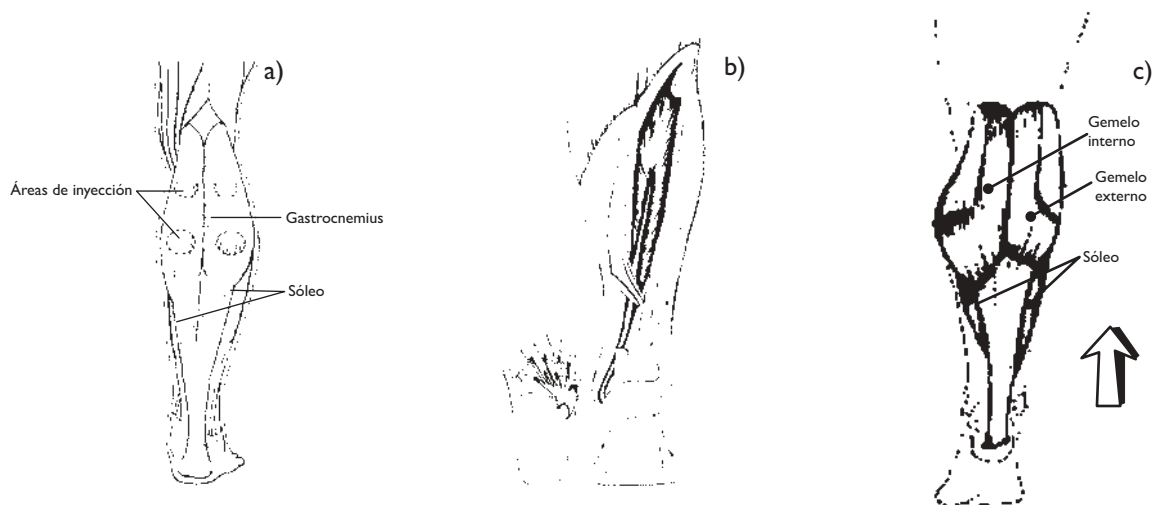 a)
Áreas de inyección
Gastrocnemius
Sóleo
b)
c)
Gemelo
interno
Gemelo
externo
Sóleo